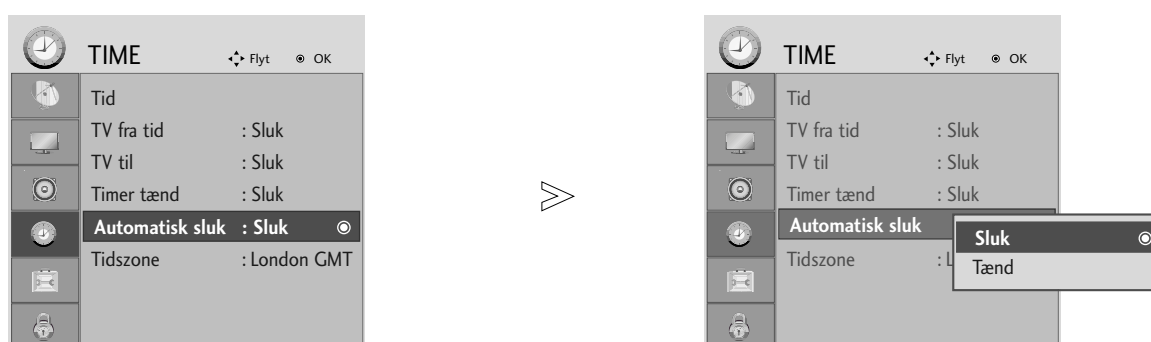 TIME Flyt OK
Tid
TV fra tid : Sluk
TV til : Sluk
Timer tænd : Sluk
Automatisk sluk : Sluk
Tidszone : London GMT
TIME Flyt OK
Tid
TV fra tid : Sluk
TV til : Sluk
Timer tænd : Sluk
Automatisk sluk
Tidszone : L
Sluk
Tænd